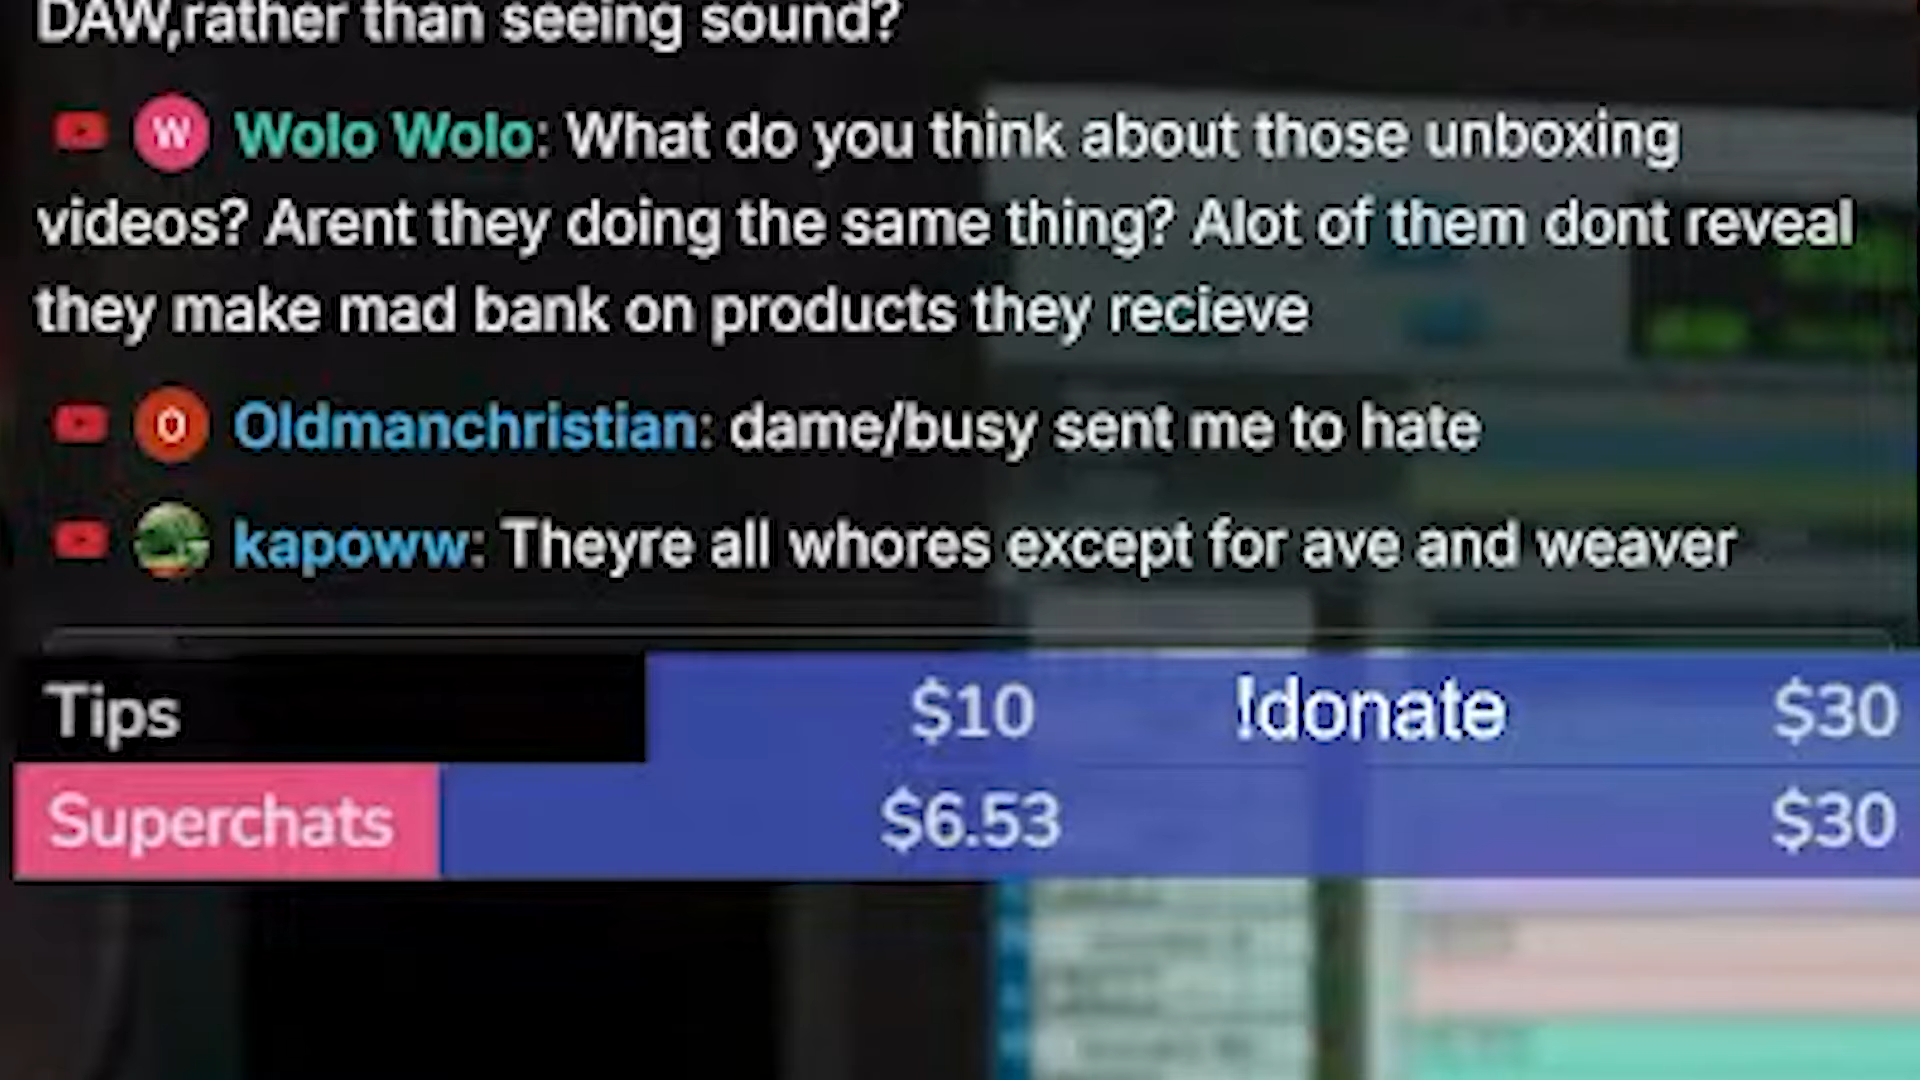 DAW,rather than seeing sound?
W Wolo Wolo: What do you think about those unboxing
videos? Arent they doing the same thing? Alot of them dont reveal
they make mad bank on products they recieve
O Oldmanchristian: dame/busy sent me to hate
kapoww: Theyre all whores except for ave and weaver
Tips $10 !donate $30
Superchats $6.53 $30